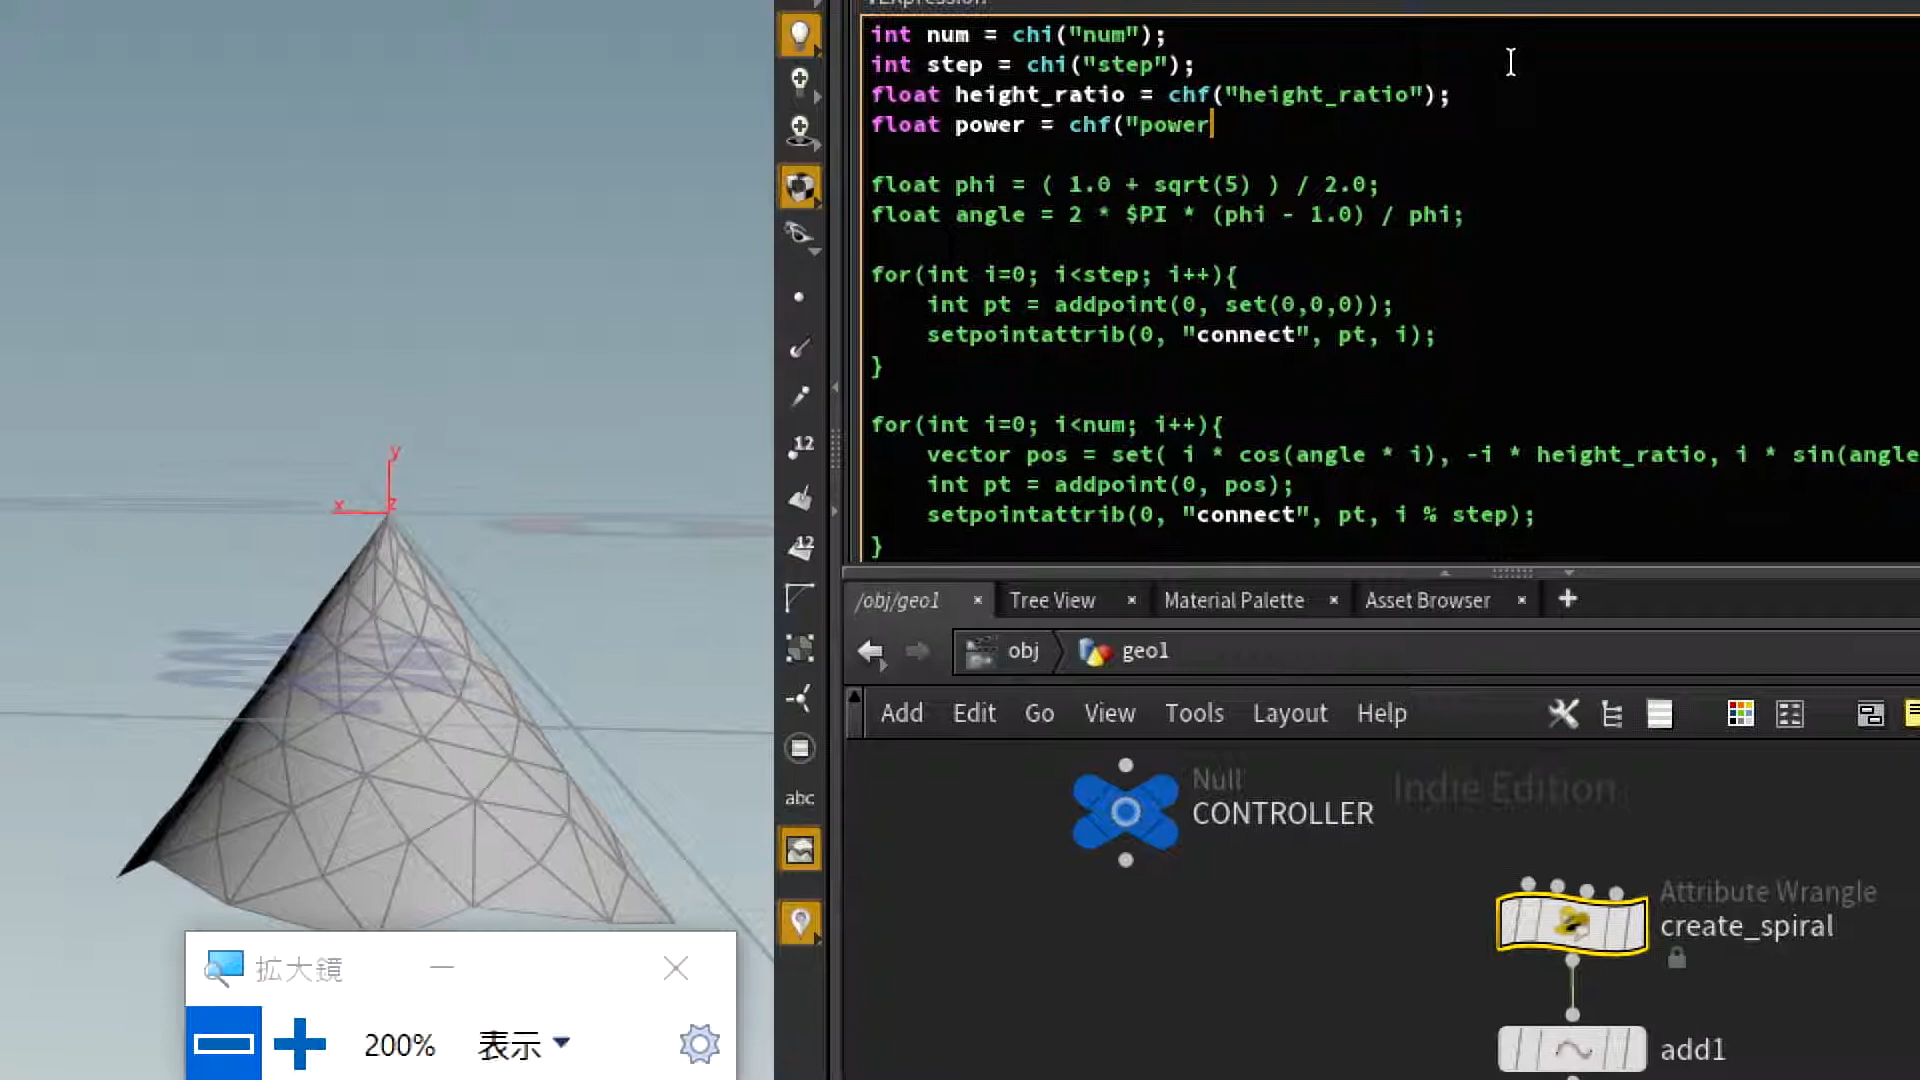 int num = chi("num");
int step = chi("step");
float height_ratio = chf("height_ratio");
float power = chf("power
float phi = ( 1.0 + sqrt(5) ) / 2.0;
float angle = 2 * $PI * (phi - 1.0) / phi;
for(int i=0; i<step; i++){
int pt = addpoint(0, set(0,0,0));
setpointattrib(0, "connect", pt, i);
}
for(int i=0; i<num; i++){
vector pos = set( i * cos(angle * i), -i * height_ratio, i * sin(angle
int pt = addpoint(0, pos);
setpointattrib(0, "connect", pt, i % step);
}
y
x
z
12
12
abc
/obj/geo1
Tree View
Material Palette
Asset Browser
obj
geo1
Add
Edit
Go
View
Tools
Layout
Help
Indie Edition
Null
CONTROLLER
Attribute Wrangle
create_spiral
add1
拡大鏡
200%
表示